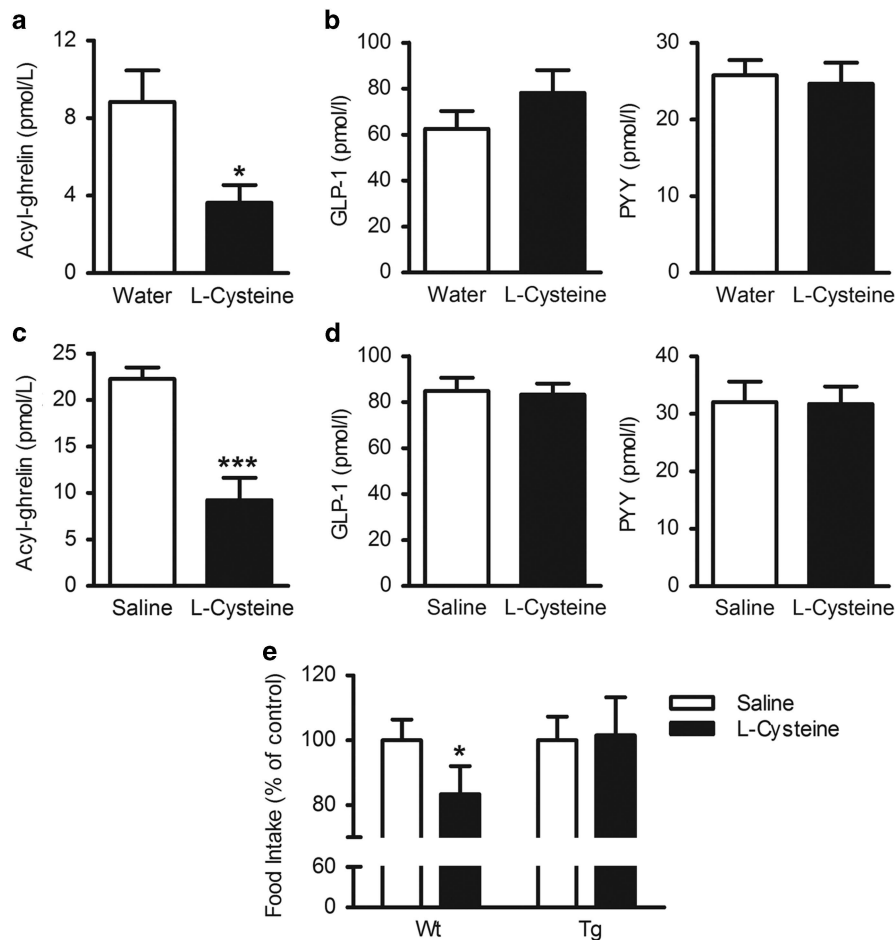 a
Acyl-ghrelin (pmol/L)
12
8
4
0
*
Water L-Cysteine
b
GLP-1 (pmol/l)
100
80
60
40
20
0
Water L-Cysteine
PYY (pmol/l)
30
20
10
0
Water L-Cysteine
c
Acyl-ghrelin (pmol/L)
25
20
15
10
5
0
***
Saline L-Cysteine
d
GLP-1 (pmol/l)
100
80
60
40
20
0
Saline L-Cysteine
PYY (pmol/l)
40
30
20
10
0
Saline L-Cysteine
e
Food Intake (% of control)
120
100
80
60
0
*
Wt Tg
Saline
L-Cysteine